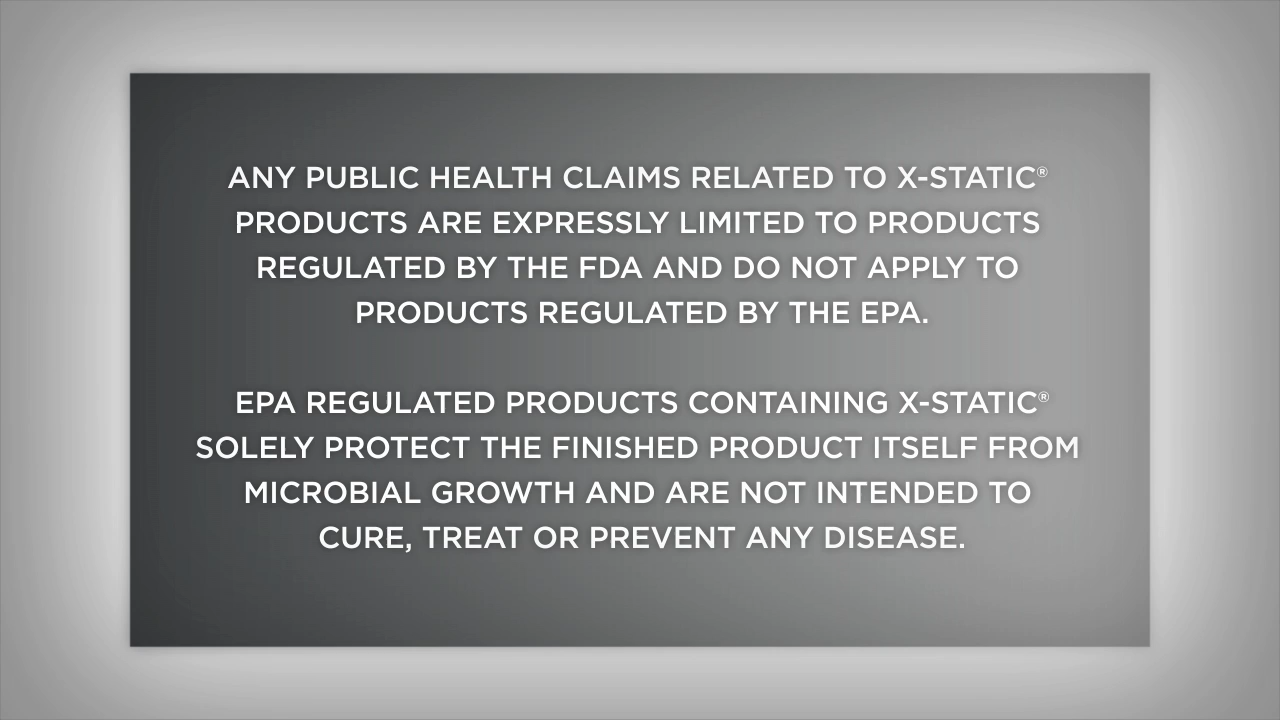 ANY PUBLIC HEALTH CLAIMS RELATED TO X-STATIC®
PRODUCTS ARE EXPRESSLY LIMITED TO PRODUCTS
REGULATED BY THE FDA AND DO NOT APPLY TO
PRODUCTS REGULATED BY THE EPA.
EPA REGULATED PRODUCTS CONTAINING X-STATIC®
SOLELY PROTECT THE FINISHED PRODUCT ITSELF FROM
MICROBIAL GROWTH AND ARE NOT INTENDED TO
CURE, TREAT OR PREVENT ANY DISEASE.